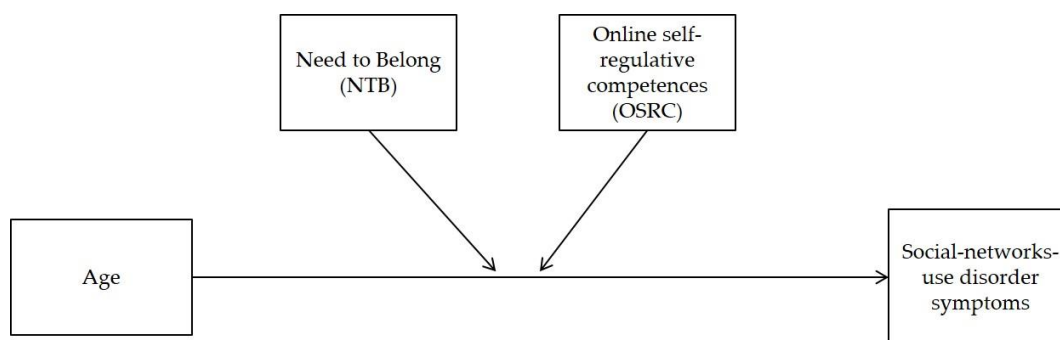 Need to Belong
(NTB)
Online self-
regulative
competences
(OSRC)
Age
Social-networks-
use disorder
symptoms